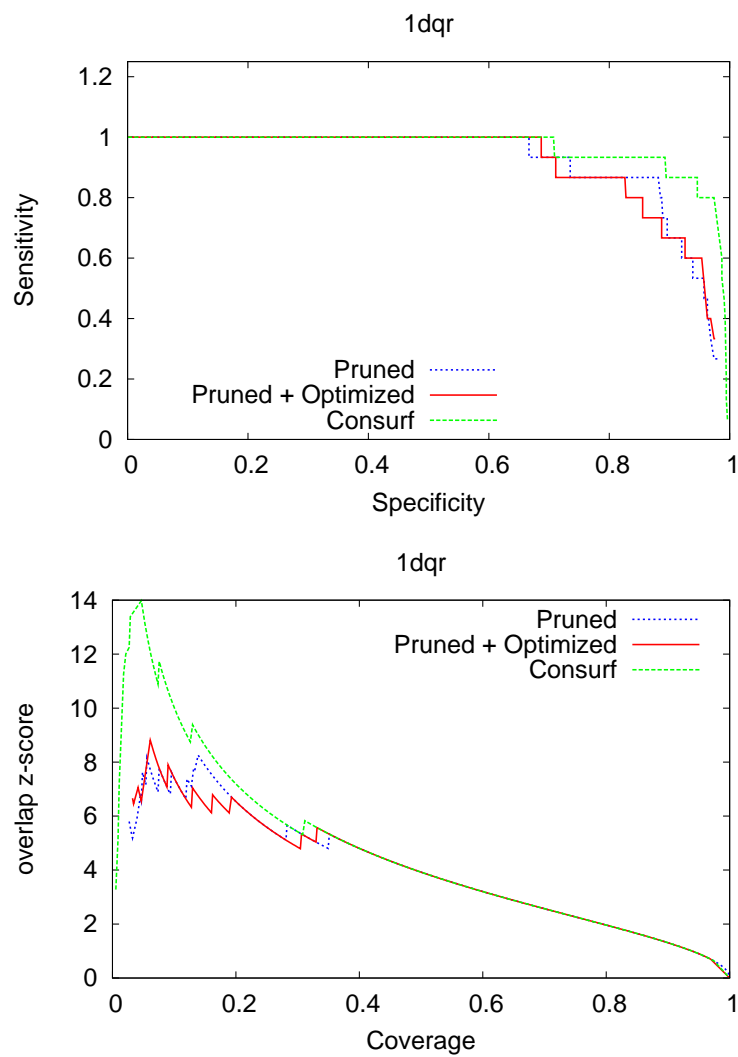 1dqr
1.2
1
0.8
0.6
0.4
0.2
0
Sensitivity
Pruned
Pruned + Optimized
Consurf
0 0.2 0.4 0.6 0.8 1
Specificity
1dqr
14
12
10
8
6
4
2
0
overlap z-score
Pruned
Pruned + Optimized
Consurf
0 0.2 0.4 0.6 0.8 1
Coverage